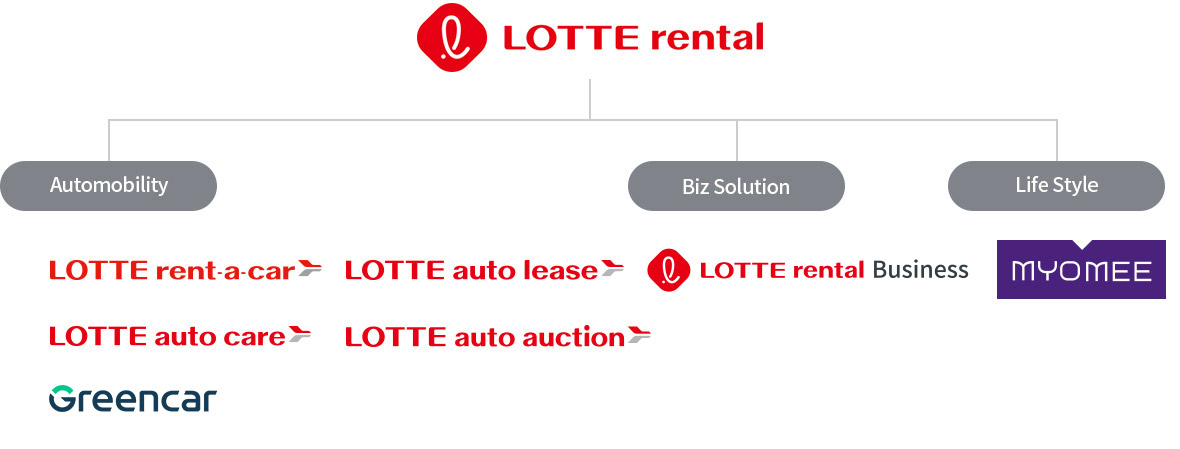 LOTTE rental
Automobility
Biz Solution
Life Style
LOTTE rent-a-car
LOTTE auto lease
LOTTE rental Business
MYOMEE
LOTTE auto care
LOTTE auto auction
Greencar